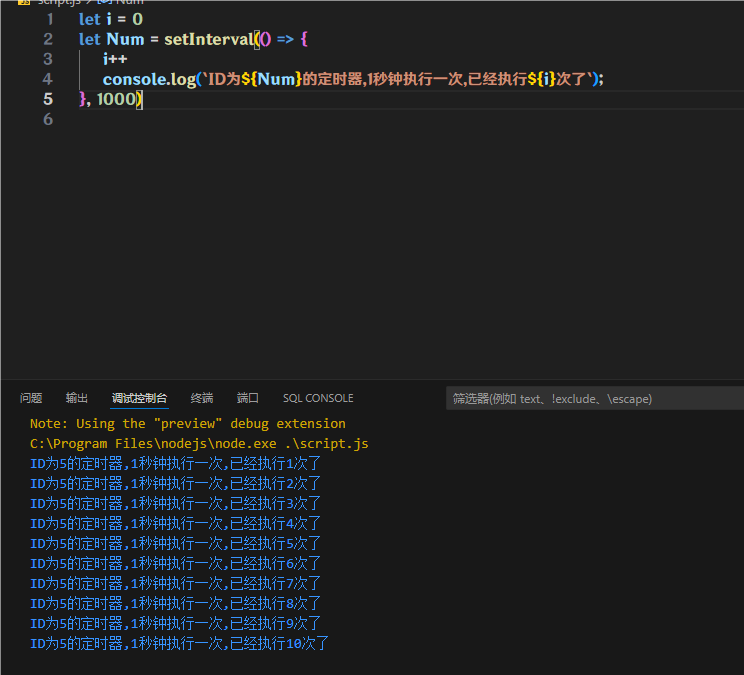 script.js > [ø] Num
1 let i = 0
2 let Num = setInterval(() => {
3 i++
4 console.log(`ID为${Num}的定时器,1秒钟执行一次,已经执行${i}次了`);
5 }, 1000)
6
问题 输出 调试控制台 终端 端口 SQL CONSOLE 筛选器(例如 text、!exclude、\escape)
Note: Using the "preview" debug extension
C:\Program Files\nodejs\node.exe .\script.js
ID为5的定时器,1秒钟执行一次,已经执行1次了
ID为5的定时器,1秒钟执行一次,已经执行2次了
ID为5的定时器,1秒钟执行一次,已经执行3次了
ID为5的定时器,1秒钟执行一次,已经执行4次了
ID为5的定时器,1秒钟执行一次,已经执行5次了
ID为5的定时器,1秒钟执行一次,已经执行6次了
ID为5的定时器,1秒钟执行一次,已经执行7次了
ID为5的定时器,1秒钟执行一次,已经执行8次了
ID为5的定时器,1秒钟执行一次,已经执行9次了
ID为5的定时器,1秒钟执行一次,已经执行10次了